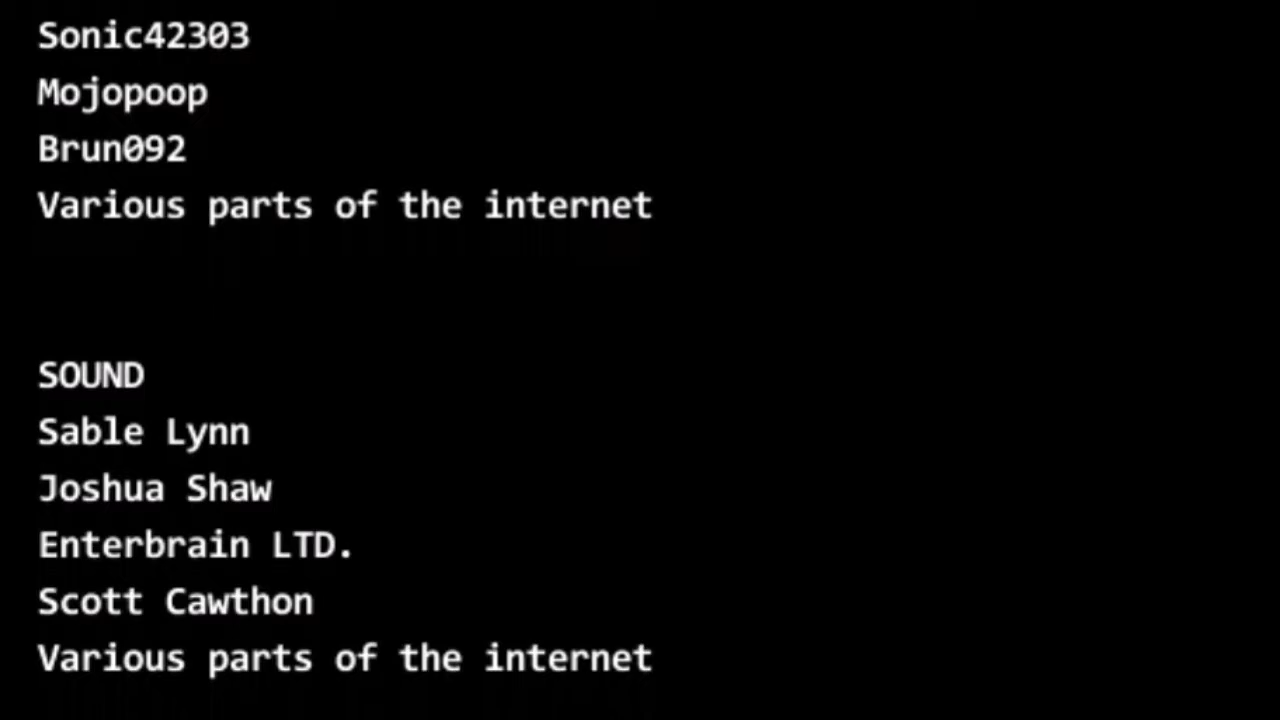 Sonic42303
Mojopoop
Brun092
Various parts of the internet
SOUND
Sable Lynn
Joshua Shaw
Enterbrain LTD.
Scott Cawthon
Various parts of the internet